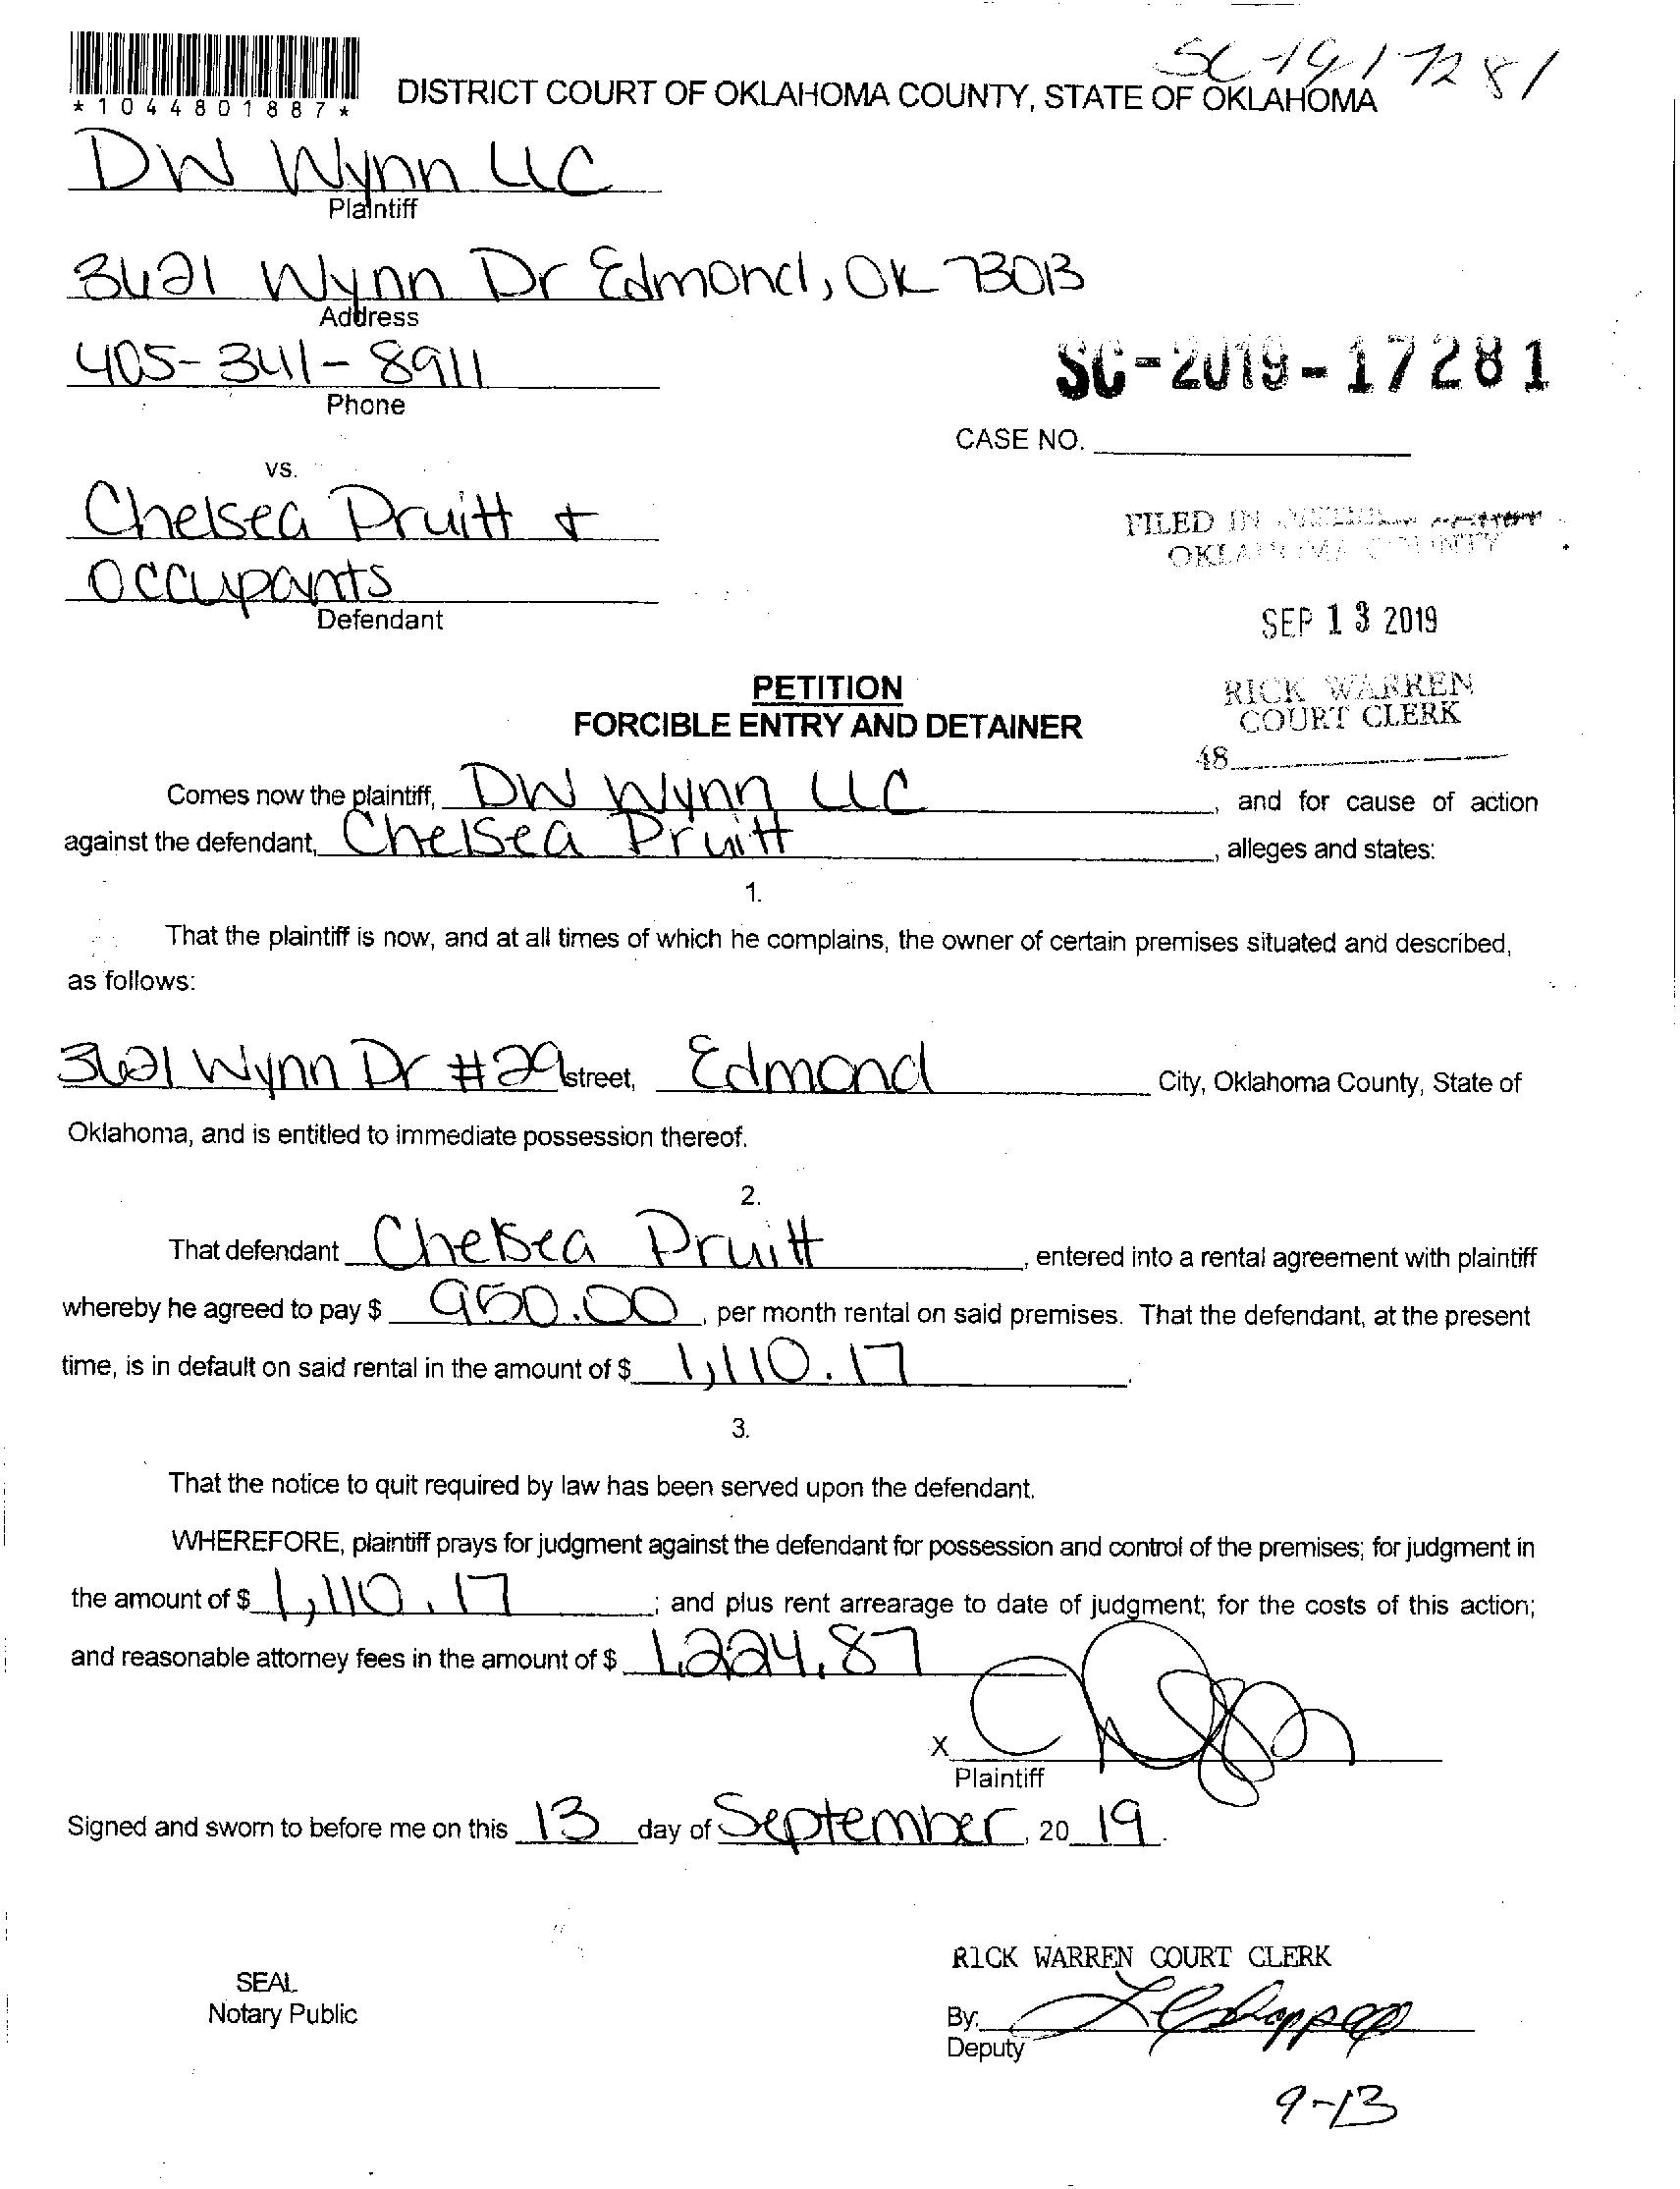 SC-19-17281
*1044801887*
DISTRICT COURT OF OKLAHOMA COUNTY, STATE OF OKLAHOMA
DW Wynn LLC
Plaintiff
3621 Wynn Dr Edmond, OK 73013
Address
405-341-8911
Phone
SC-2019-17281
CASE NO.
vs.
Chelsea Pruitt +
Occupants
Defendant
FILED IN
OKLAHOMA COUNTY
SEP 13 2019
RICK WARREN
COURT CLERK
48
PETITION
FORCIBLE ENTRY AND DETAINER
Comes now the plaintiff, DW Wynn LLC, and for cause of action
against the defendant, Chelsea Pruitt, alleges and states:
1.
That the plaintiff is now, and at all times of which he complains, the owner of certain premises situated and described,
as follows:
3621 Wynn Dr #29 street, Edmond City, Oklahoma County, State of
Oklahoma, and is entitled to immediate possession thereof.
2.
That defendant Chelsea Pruitt, entered into a rental agreement with plaintiff
whereby he agreed to pay $ 950.00, per month rental on said premises. That the defendant, at the present
time, is in default on said rental in the amount of $ 1,110.17.
3.
That the notice to quit required by law has been served upon the defendant.
WHEREFORE, plaintiff prays for judgment against the defendant for possession and control of the premises; for judgment in
the amount of $ 1,110.17; and plus rent arrearage to date of judgment; for the costs of this action;
and reasonable attorney fees in the amount of $ 1,224.87
X
Plaintiff
Signed and sworn to before me on this 13 day of September, 20 19.
RICK WARREN COURT CLERK
SEAL
Notary Public
By:
Deputy
9-13